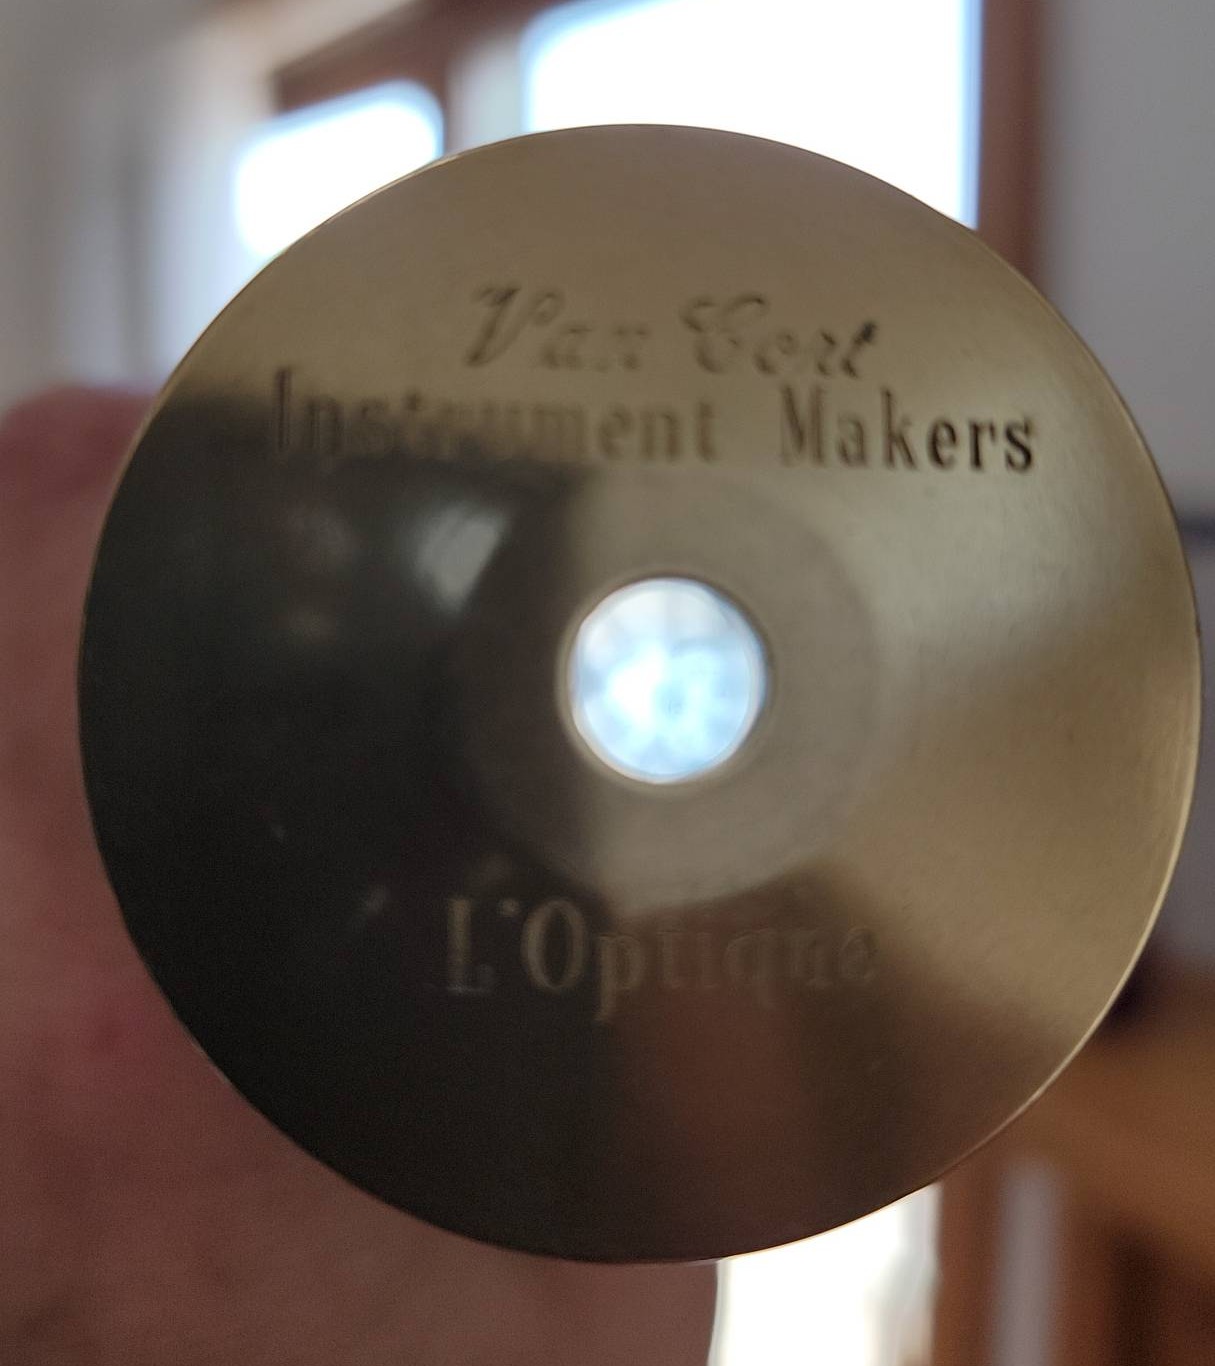 Van Cort
Instrument Makers
L'Optique